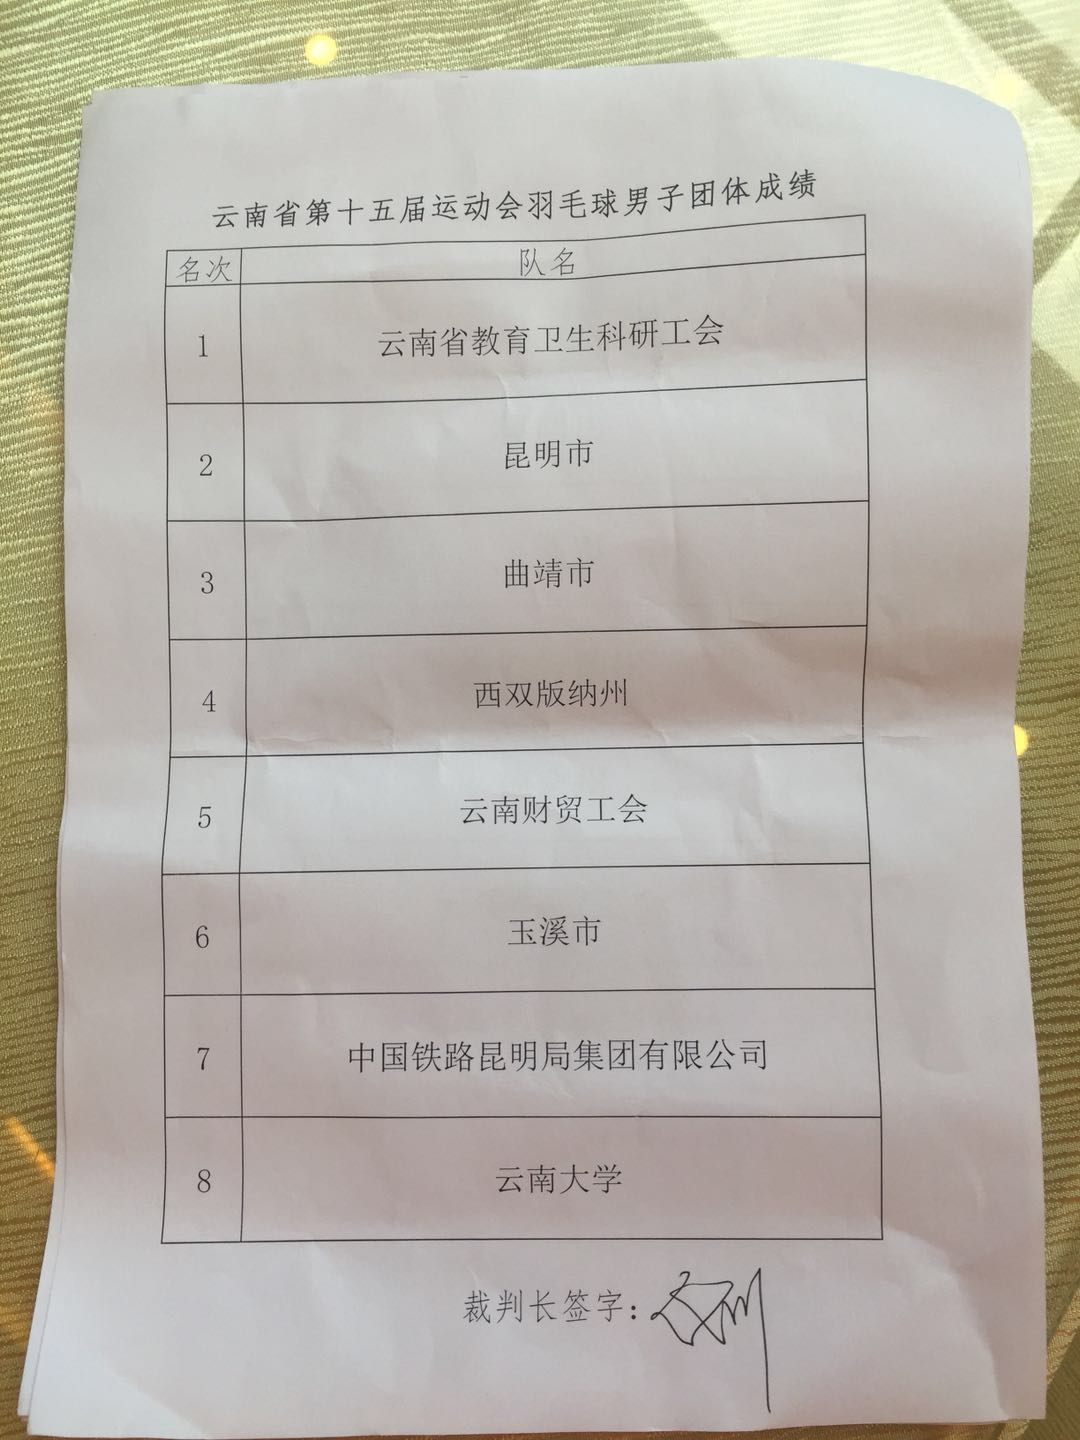 云南省第十五届运动会羽毛球男子团体成绩
名次 队名
1 云南省教育卫生科研工会
2 昆明市
3 曲靖市
4 西双版纳州
5 云南财贸工会
6 玉溪市
7 中国铁路昆明局集团有限公司
8 云南大学
裁判长签字：